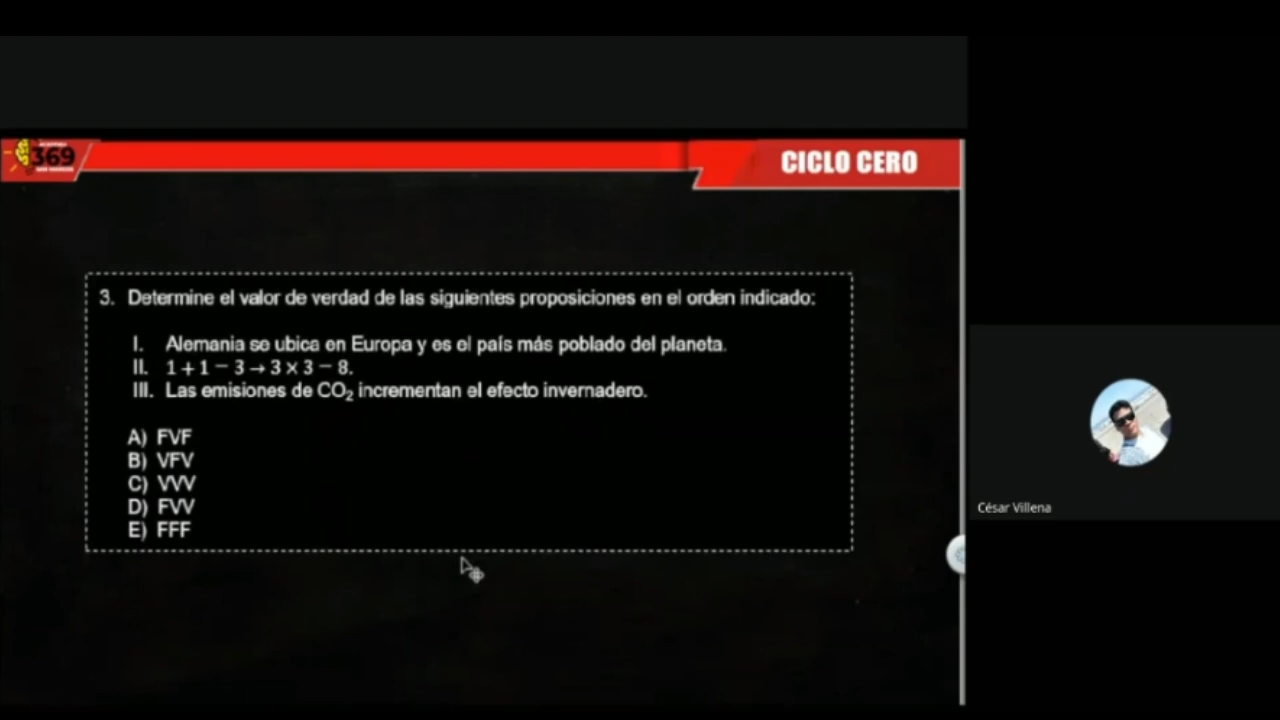 369
CICLO CERO
3. Determine el valor de verdad de las siguientes proposiciones en el orden indicado:
I. Alemania se ubica en Europa y es el país más poblado del planeta.
II. 1 + 1 − 3 → 3 × 3 − 8.
III. Las emisiones de CO₂ incrementan el efecto invernadero.
A) FVF
B) VFV
C) VVV
D) FVV
E) FFF
César Villena